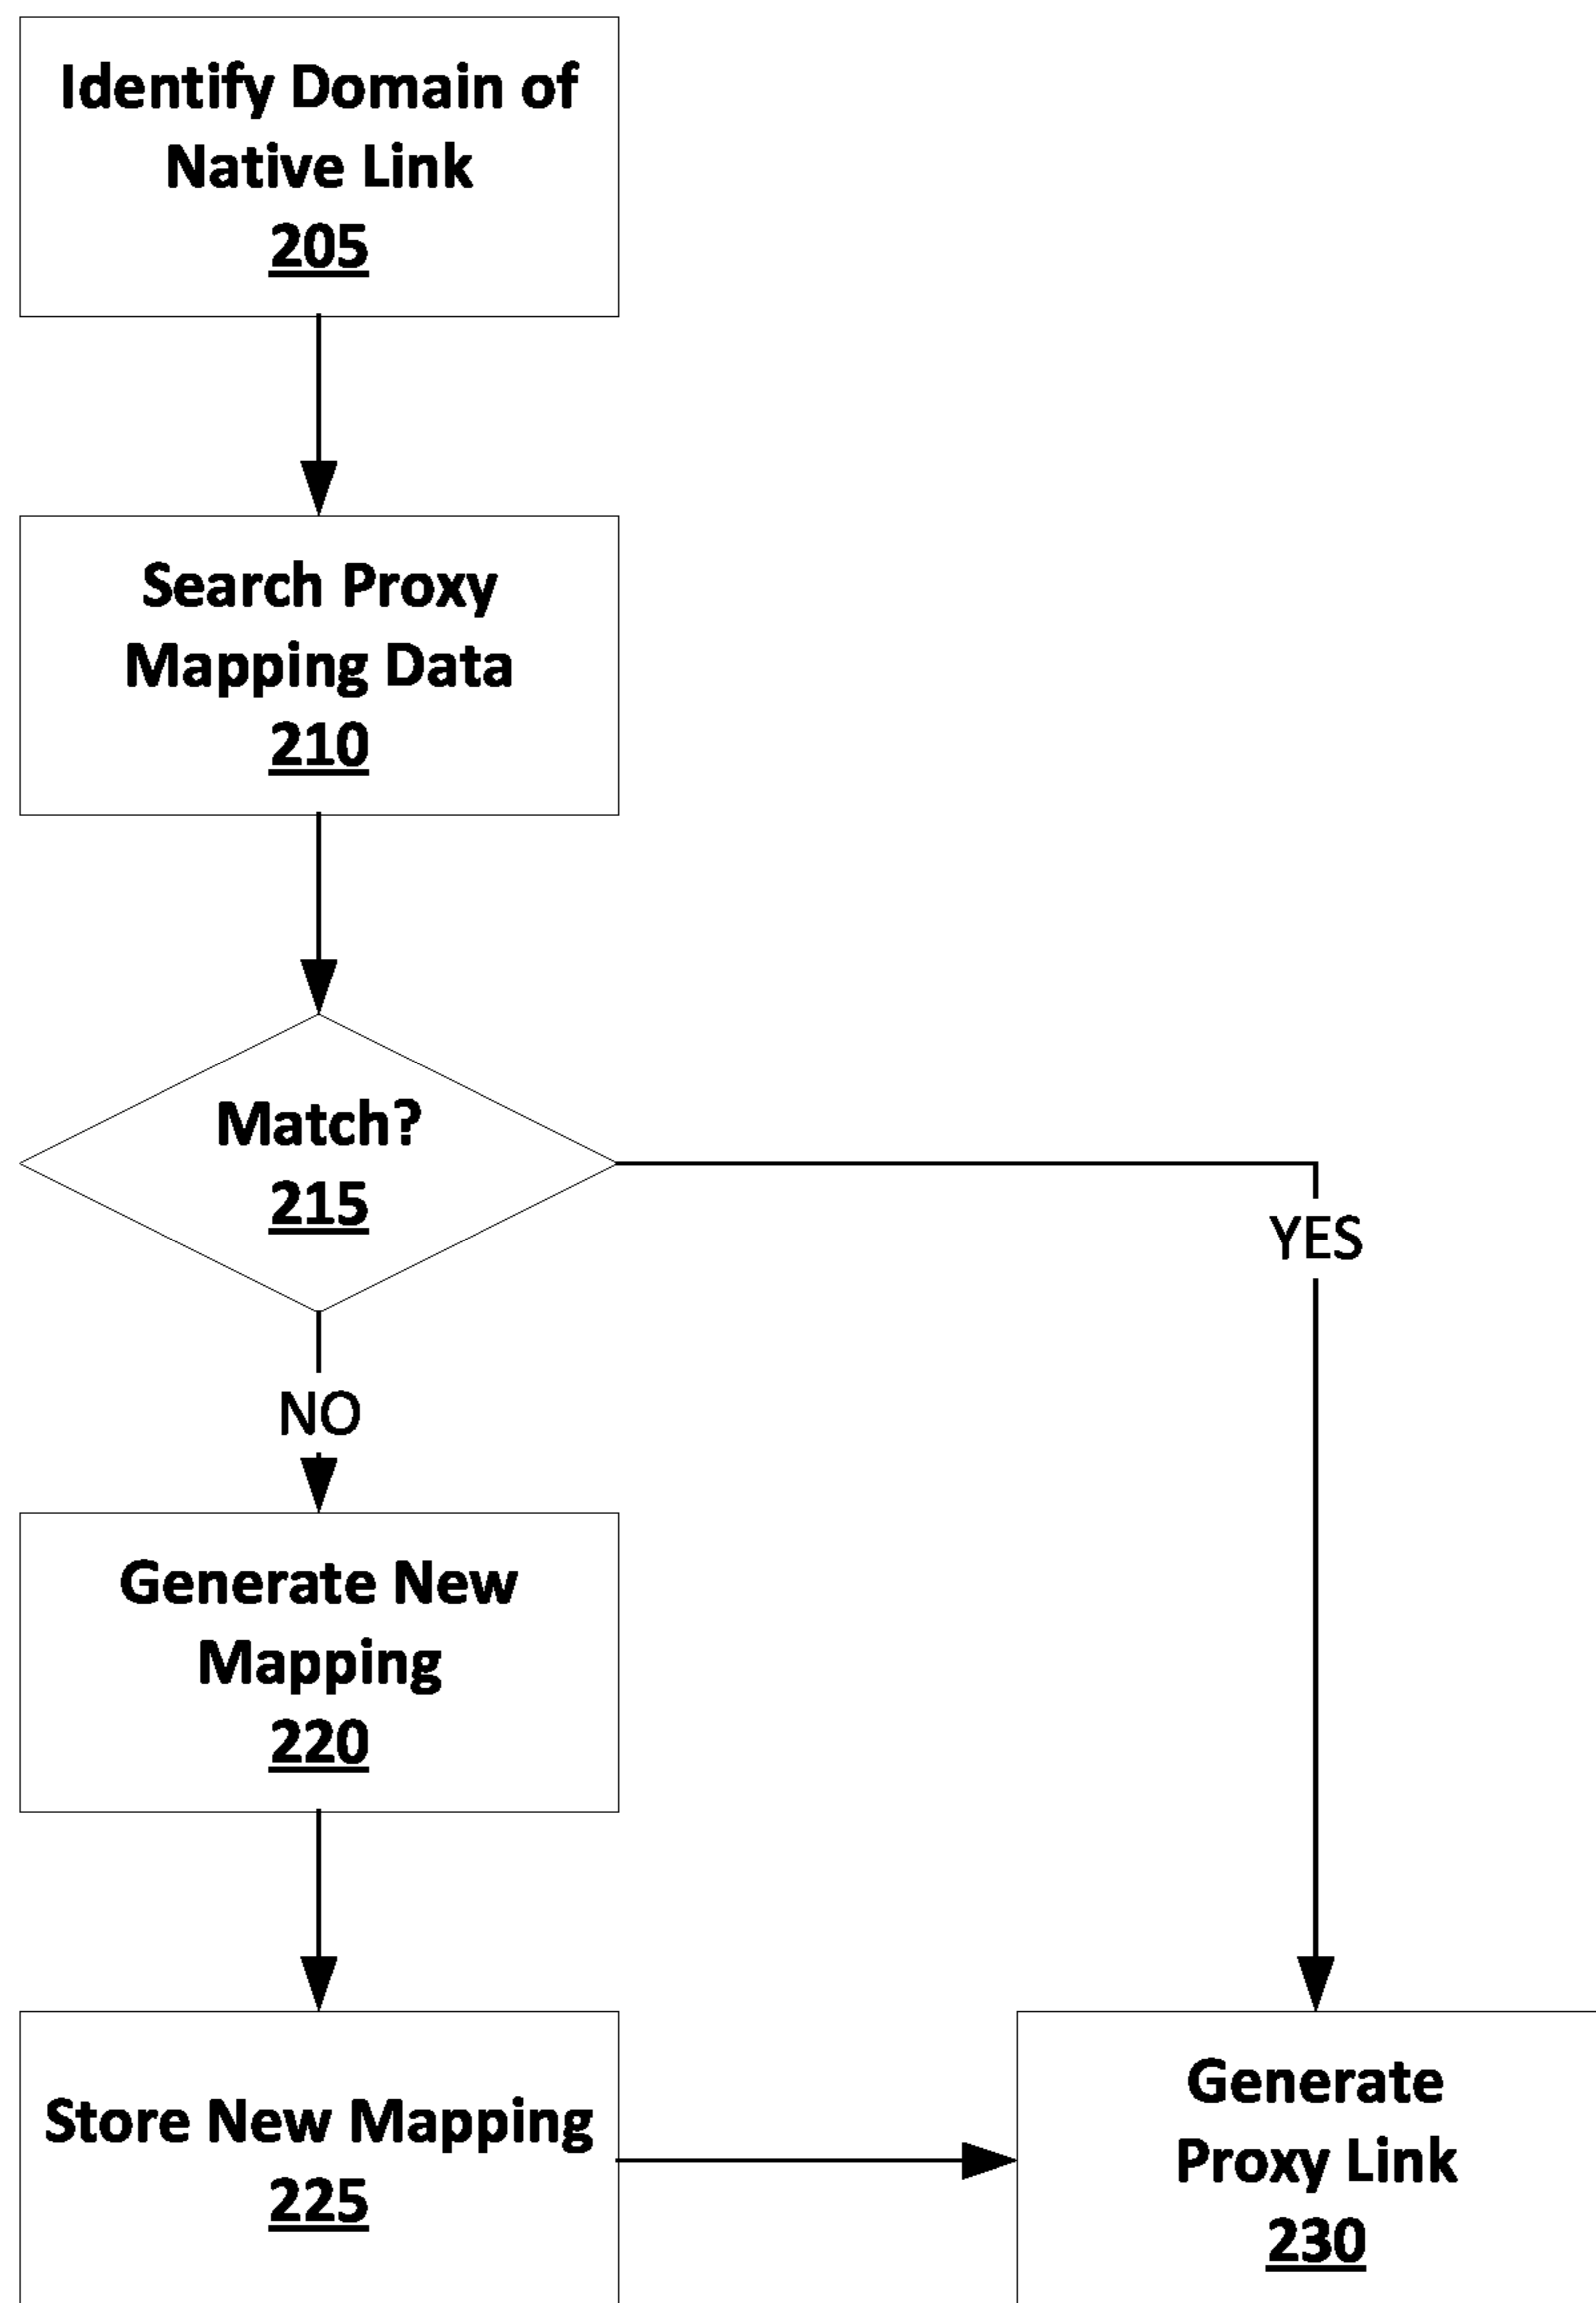 Identify Domain of
Native Link
205
Search Proxy
Mapping Data
210
Match?
215
YES
NO
Generate New
Mapping
220
Store New Mapping
225
Generate
Proxy Link
230